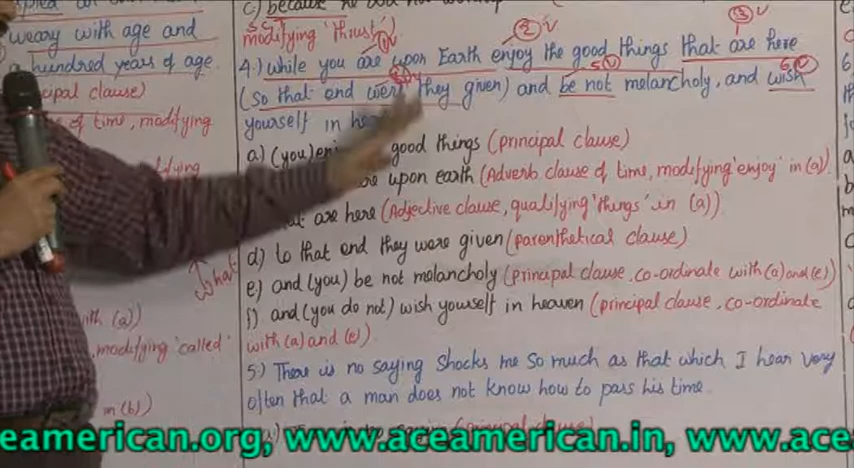 weary with age and
a hundred years of age.
cipal clause)
of time, modifying
with (a)
modifying 'called'
in (b)
what
c) because he
modifying 'thrust')
4.) While you are upon Earth enjoy the good things that are here
(so that end were they given) and be not melancholy, and wish
yourself in
a) (you) good things (principal clause)
upon earth (Adverb clause of time, modifying 'enjoy' in (a))
are here (Adjective clause, qualifying 'things' in (a))
d) to that end they were given (parenthetical clause)
e) and (you) be not melancholy (principal clause, co-ordinate with (a) and (e))
f) and (you do not) wish yourself in heaven (principal clause, co-ordinate
with (a) and (e))
5.) There is no saying Shocks me so much as that which I hear very
often that a man does not know how to pass his time.
eamerican.org, www.aceamerican.in, www.ace